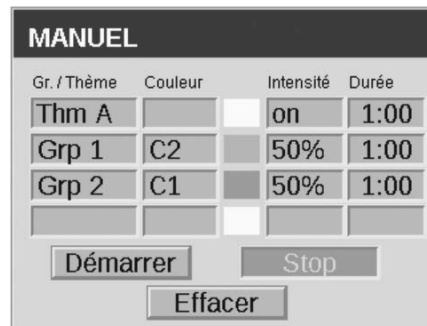 MANUEL
Gr. / Thème Couleur Intensité Durée
Thm A on 1:00
Grp 1 C2 50% 1:00
Grp 2 C1 50% 1:00
Démarrer Stop
Effacer